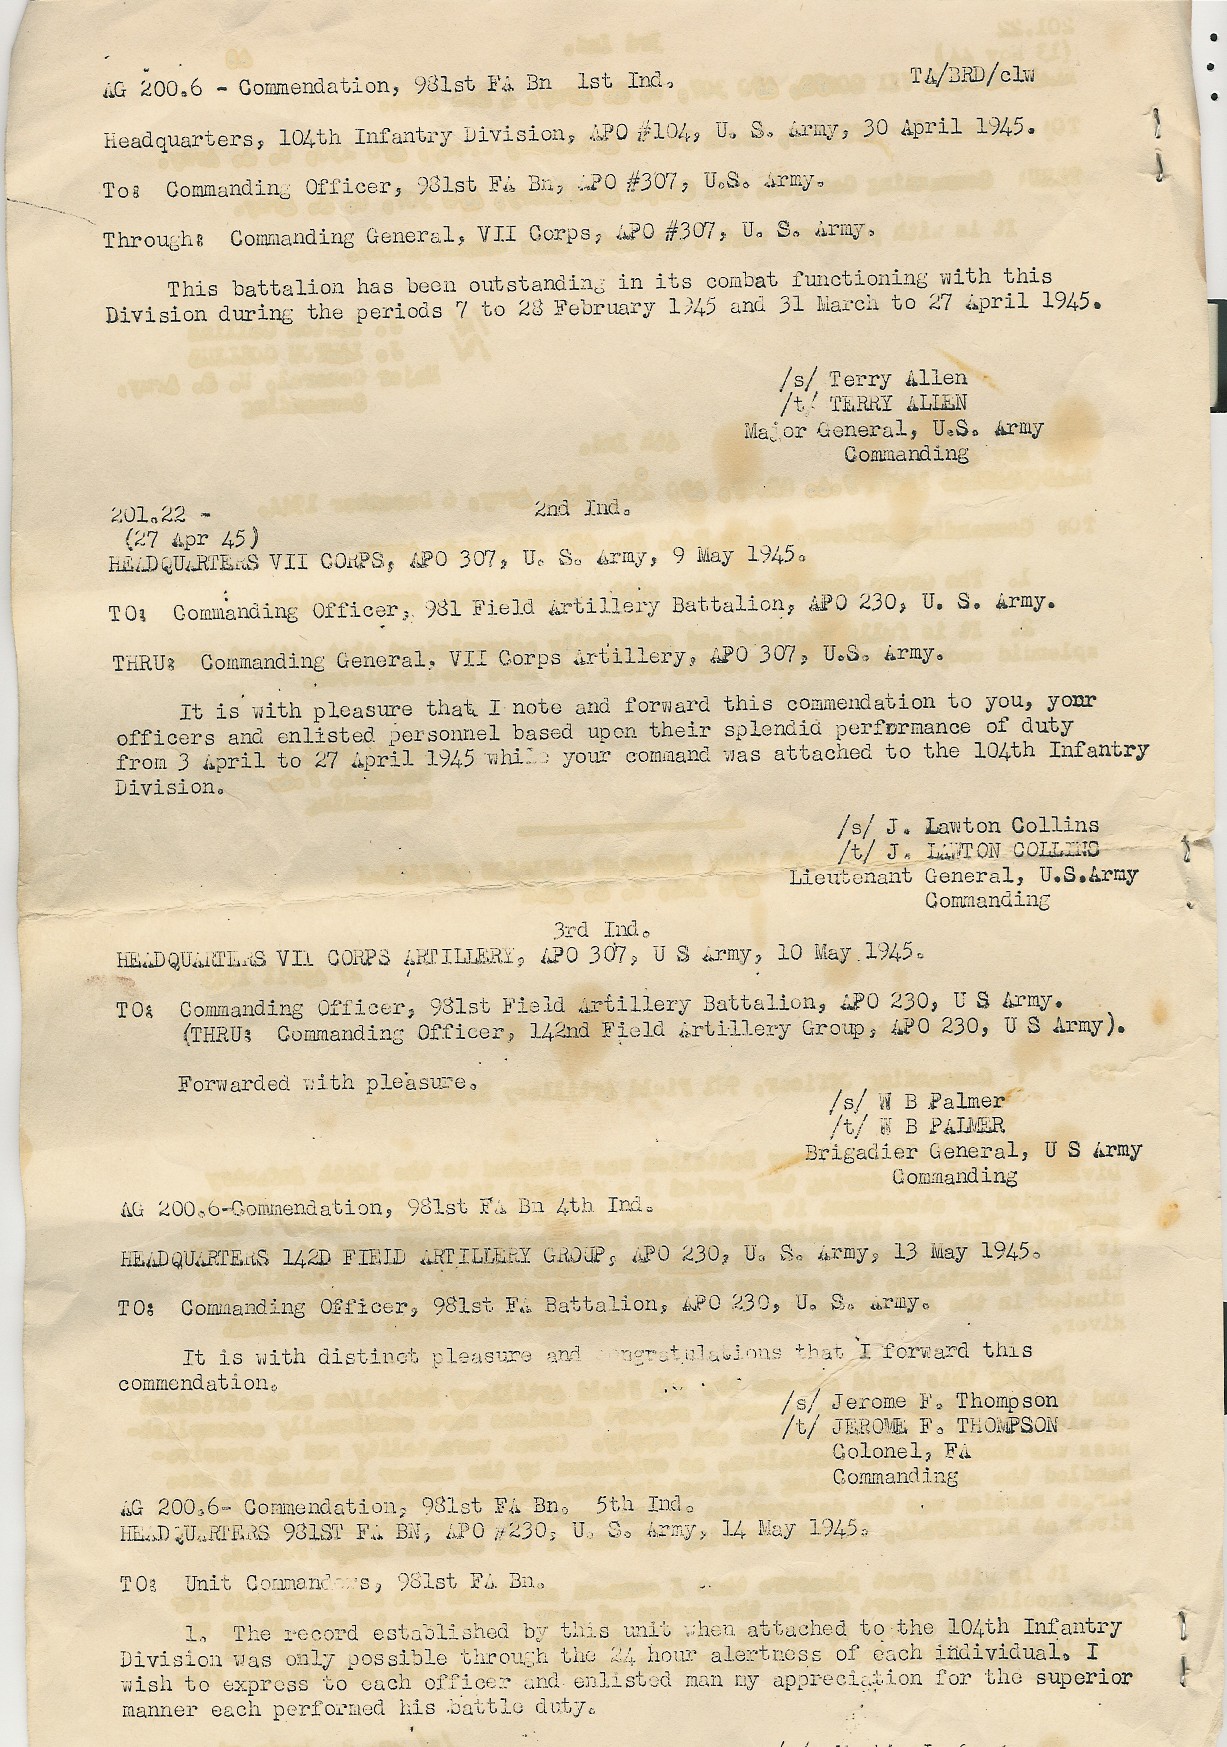 AG 200.6 - Commendation, 981st FA Bn 1st Ind. TA/BRD/clw
Headquarters, 104th Infantry Division, APO #104, U. S. Army, 30 April 1945.
To: Commanding Officer, 981st FA Bn, APO #307, U.S. Army.
Through: Commanding General, VII Corps, APO #307, U. S. Army.
This battalion has been outstanding in its combat functioning with this
Division during the periods 7 to 28 February 1945 and 31 March to 27 April 1945.
/s/ Terry Allen
/t/ TERRY ALLEN
Major General, U.S. Army
Commanding
201.22 - 2nd Ind.
(27 Apr 45)
HEADQUARTERS VII CORPS, APO 307, U. S. Army, 9 May 1945.
TO: Commanding Officer, 981 Field Artillery Battalion, APO 230, U. S. Army.
THRU: Commanding General, VII Corps Artillery, APO 307, U.S. Army.
It is with pleasure that I note and forward this commendation to you, your
officers and enlisted personnel based upon their splendid performance of duty
from 3 April to 27 April 1945 while your command was attached to the 104th Infantry
Division.
/s/ J. Lawton Collins
/t/ J. LAWTON COLLINS
Lieutenant General, U.S.Army
Commanding
3rd Ind.
HEADQUARTERS VII CORPS ARTILLERY, APO 307, U S Army, 10 May 1945.
TO: Commanding Officer, 981st Field Artillery Battalion, APO 230, U S Army.
(THRU: Commanding Officer, 142nd Field Artillery Group, APO 230, U S Army).
Forwarded with pleasure.
/s/ W B Palmer
/t/ W B PALMER
Brigadier General, U S Army
Commanding
AG 200.6-Commendation, 981st FA Bn 4th Ind.
HEADQUARTERS 142D FIELD ARTILLERY GROUP, APO 230, U. S. Army, 13 May 1945.
TO: Commanding Officer, 981st FA Battalion, APO 230, U. S. Army.
It is with distinct pleasure and congratulations that I forward this
commendation.
/s/ Jerome F. Thompson
/t/ JEROME F. THOMPSON
Colonel, FA
Commanding
AG 200.6- Commendation, 981st FA Bn. 5th Ind.
HEADQUARTERS 981ST FA BN, APO #230, U. S. Army, 14 May 1945.
TO: Unit Commanders, 981st FA Bn.
1. The record established by this unit when attached to the 104th Infantry
Division was only possible through the 24 hour alertness of each individual. I
wish to express to each officer and enlisted man my appreciation for the superior
manner each performed his battle duty.